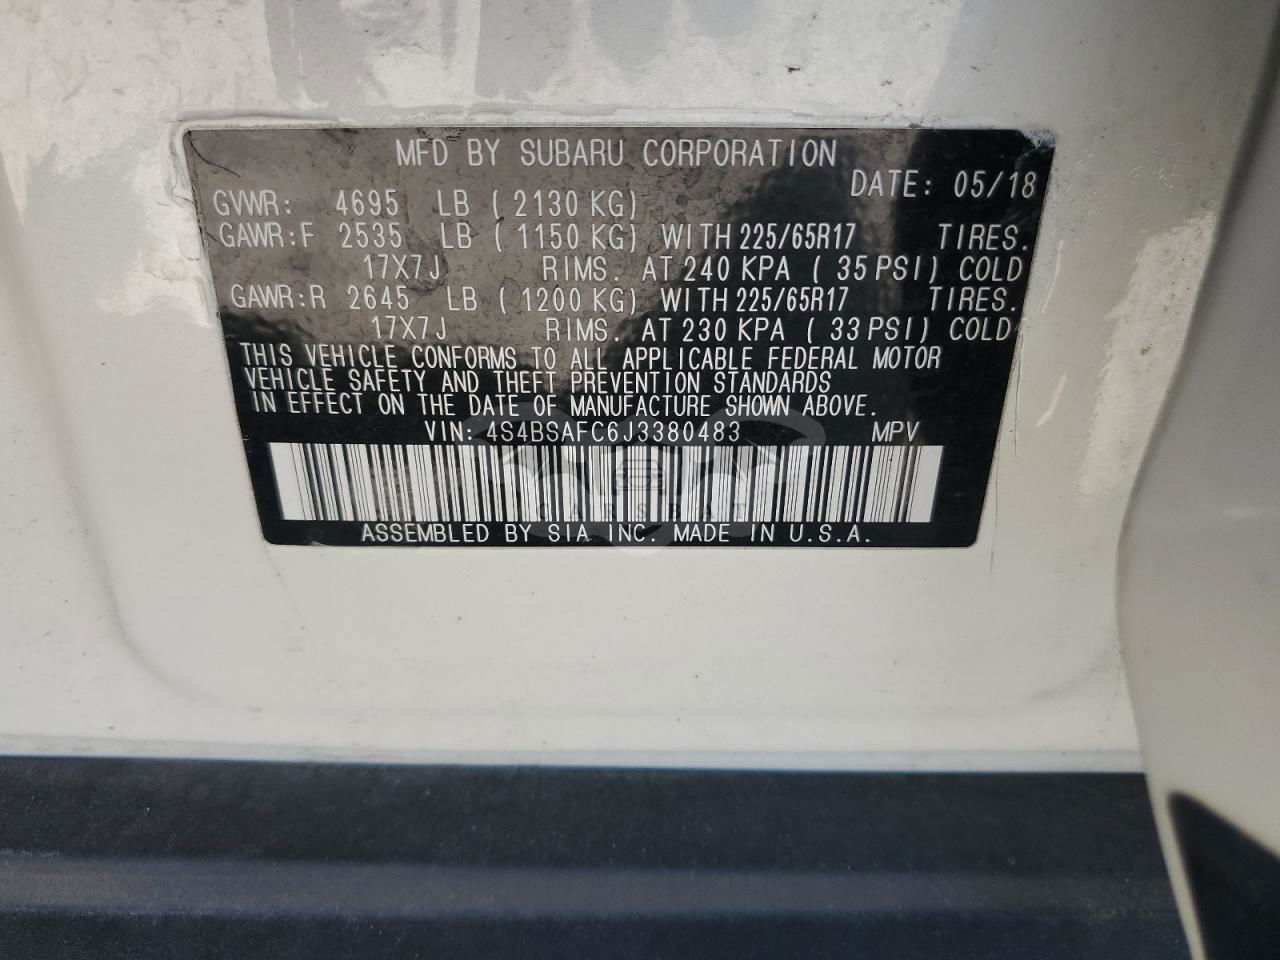 MFD BY SUBARU CORPORATION
DATE: 05/18
GVWR: 4695 LB ( 2130 KG)
GAWR:F 2535 LB ( 1150 KG) WITH 225/65R17 TIRES.
17X7J RIMS. AT 240 KPA ( 35 PSI) COLD
GAWR:R 2645 LB ( 1200 KG) WITH 225/65R17 TIRES.
17X7J RIMS. AT 230 KPA ( 33 PSI) COLD
THIS VEHICLE CONFORMS TO ALL APPLICABLE FEDERAL MOTOR
VEHICLE SAFETY AND THEFT PREVENTION STANDARDS
IN EFFECT ON THE DATE OF MANUFACTURE SHOWN ABOVE.
VIN: 4S4BSAFC6J3380483 MPV
CARSBAT
ASSEMBLED BY SIA INC. MADE IN U.S.A.